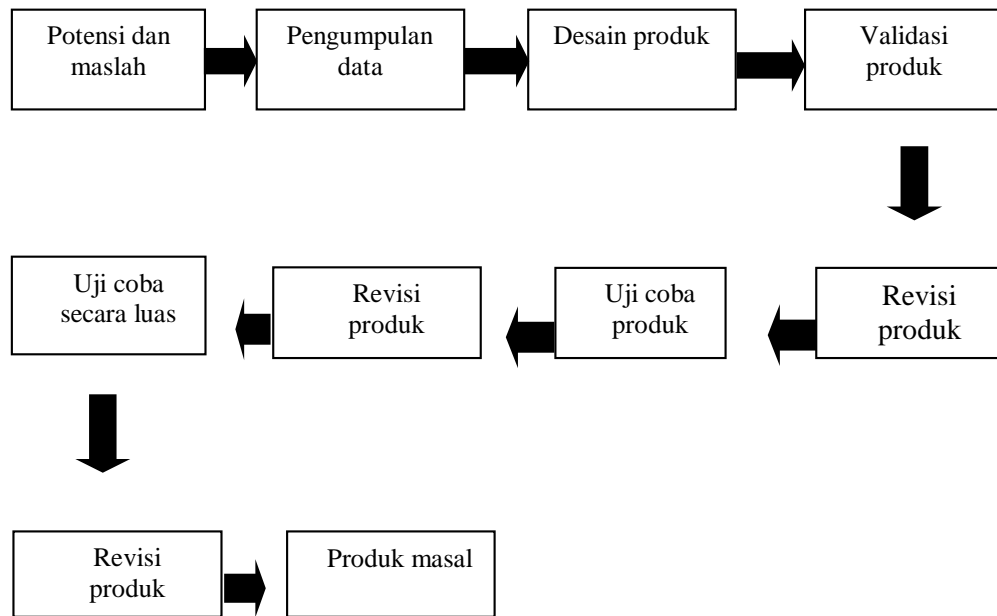 Potensi dan
maslah
Pengumpulan
data
Desain produk
Validasi
produk
Revisi
produk
Uji coba
produk
Revisi
produk
Uji coba
secara luas
Revisi
produk
Produk masal